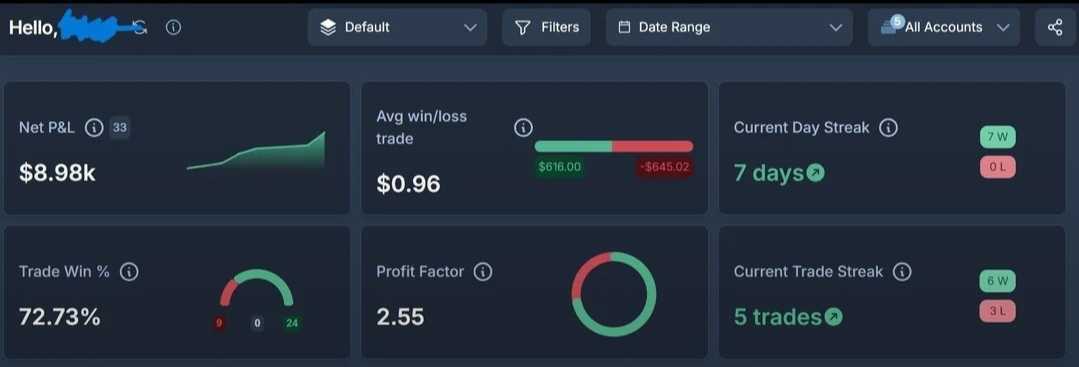 Hello,
Default
Filters
Date Range
5
All Accounts
Net P&L 33
$8.98k
Avg win/loss
trade
$0.96
$616.00
-$645.02
Current Day Streak
7 days
7 W
0 L
Trade Win %
72.73%
9
0
24
Profit Factor
2.55
Current Trade Streak
5 trades
6 W
3 L